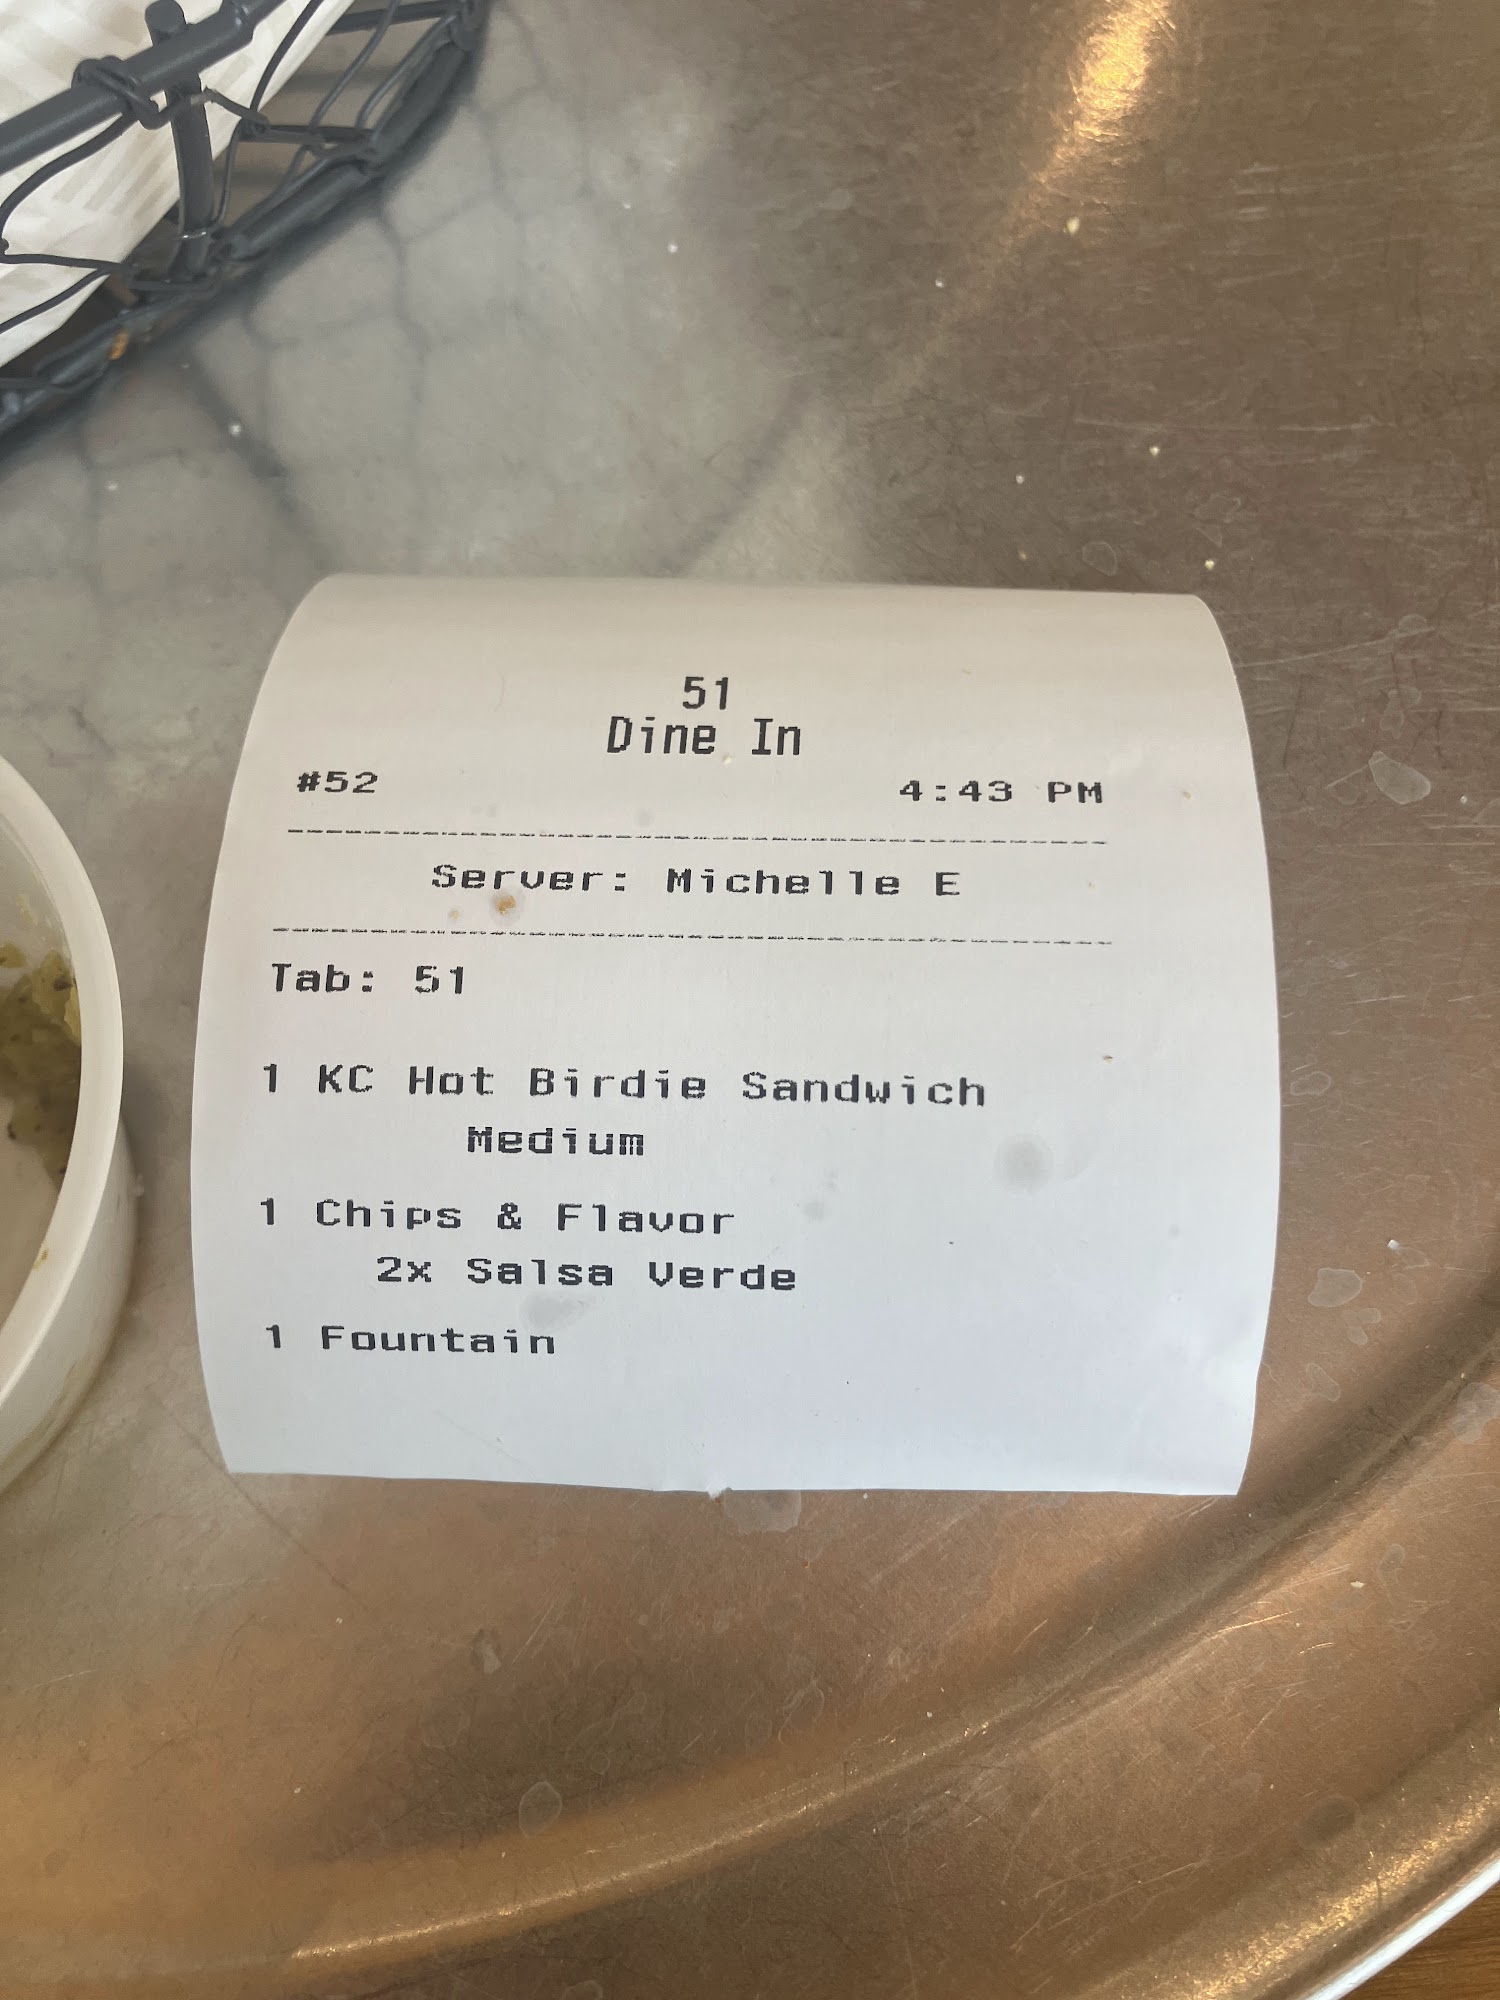 51
Dine In
#52 4:43 PM
Server: Michelle E
Tab: 51
1 KC Hot Birdie Sandwich
Medium
1 Chips & Flavor
2x Salsa Verde
1 Fountain